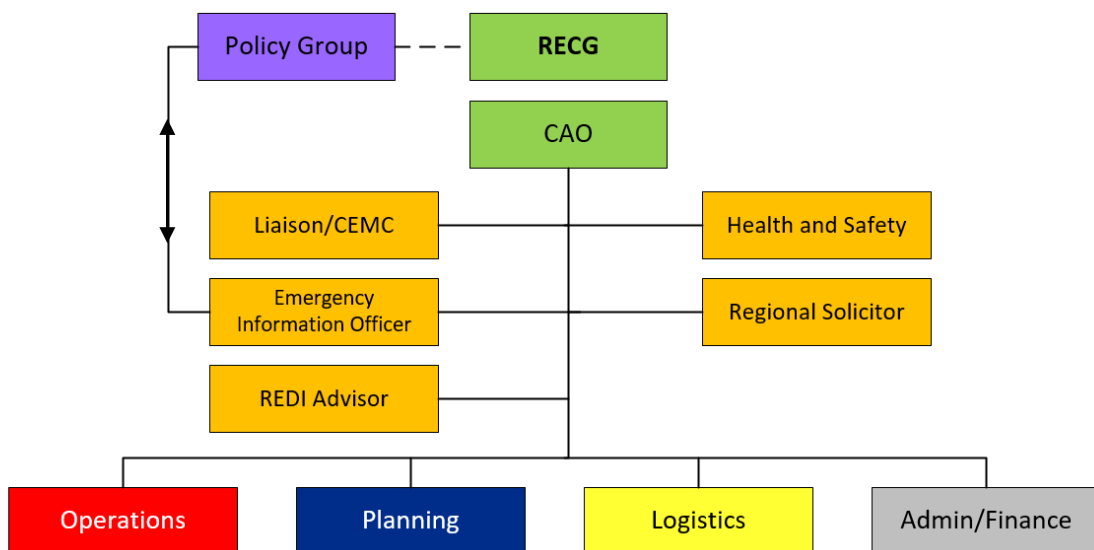 Policy Group
RECG
CAO
Liaison/CEMC
Health and Safety
Emergency
Information Officer
Regional Solicitor
REDI Advisor
Operations
Planning
Logistics
Admin/Finance